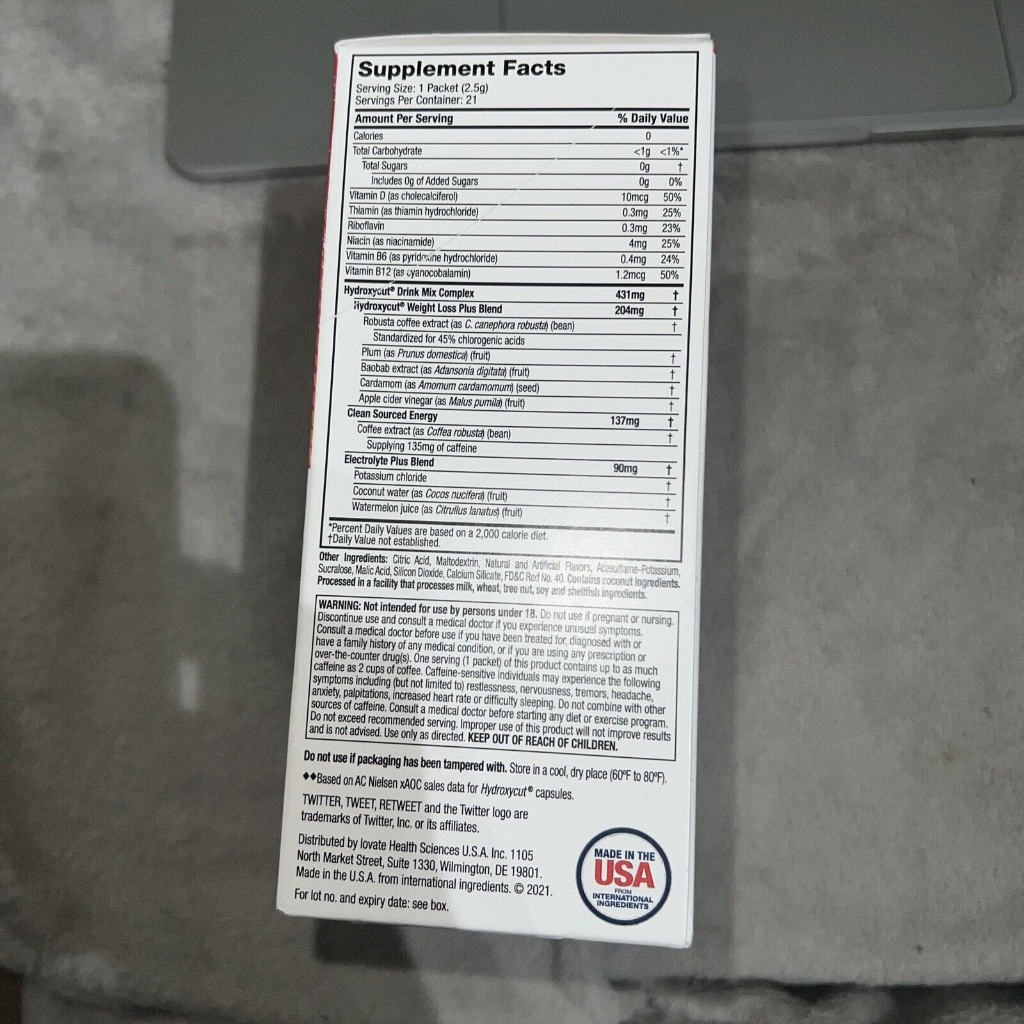 Supplement Facts
Serving Size: 1 Packet (2.5g)
Servings Per Container: 21
Amount Per Serving % Daily Value
Calories 0
Total Carbohydrate <1g <1%*
Total Sugars 0g †
Includes 0g of Added Sugars 0g 0%
Vitamin D (as cholecalciferol) 10mcg 50%
Thiamin (as thiamin hydrochloride) 0.3mg 25%
Riboflavin 0.3mg 23%
Niacin (as niacinamide) 4mg 25%
Vitamin B6 (as pyridoxine hydrochloride) 0.4mg 24%
Vitamin B12 (as cyanocobalamin) 1.2mcg 50%
Hydroxycut® Drink Mix Complex 431mg †
Hydroxycut® Weight Loss Plus Blend 204mg †
Robusta coffee extract (as C. canephora robusta) (bean) †
Standardized for 45% chlorogenic acids
Plum (as Prunus domestica) (fruit) †
Baobab extract (as Adansonia digitata) (fruit) †
Cardamom (as Amomum cardamomum) (seed) †
Apple cider vinegar (as Malus pumila) (fruit) †
Clean Sourced Energy 137mg †
Coffee extract (as Coffea robusta) (bean) †
Supplying 135mg of caffeine
Electrolyte Plus Blend 90mg †
Potassium chloride †
Coconut water (as Cocos nucifera) (fruit) †
Watermelon juice (as Citrullus lanatus) (fruit) †
*Percent Daily Values are based on a 2,000 calorie diet.
†Daily Value not established.
Other Ingredients: Citric Acid, Maltodextrin, Natural and Artificial Flavors, Acesulfame-Potassium,
Sucralose, Malic Acid, Silicon Dioxide, Calcium Silicate, FD&C Red No. 40. Contains coconut ingredients.
Processed in a facility that processes milk, wheat, tree nut, soy and shellfish ingredients.
WARNING: Not intended for use by persons under 18. Do not use if pregnant or nursing.
Discontinue use and consult a medical doctor if you experience unusual symptoms.
Consult a medical doctor before use if you have been treated for, diagnosed with or
have a family history of any medical condition, or if you are using any prescription or
over-the-counter drug(s). One serving (1 packet) of this product contains up to as much
caffeine as 2 cups of coffee. Caffeine-sensitive individuals may experience the following
symptoms including (but not limited to) restlessness, nervousness, tremors, headache,
anxiety, palpitations, increased heart rate or difficulty sleeping. Do not combine with other
sources of caffeine. Consult a medical doctor before starting any diet or exercise program.
Do not exceed recommended serving. Improper use of this product will not improve results
and is not advised. Use only as directed. KEEP OUT OF REACH OF CHILDREN.
Do not use if packaging has been tampered with. Store in a cool, dry place (60°F to 80°F).
◆◆Based on AC Nielsen xAOC sales data for Hydroxycut® capsules.
TWITTER, TWEET, RETWEET and the Twitter logo are
trademarks of Twitter, Inc. or its affiliates.
Distributed by Iovate Health Sciences U.S.A. Inc. 1105
North Market Street, Suite 1330, Wilmington, DE 19801.
Made in the U.S.A. from international ingredients. © 2021.
For lot no. and expiry date: see box.
MADE IN THE
USA
FROM
INTERNATIONAL
INGREDIENTS